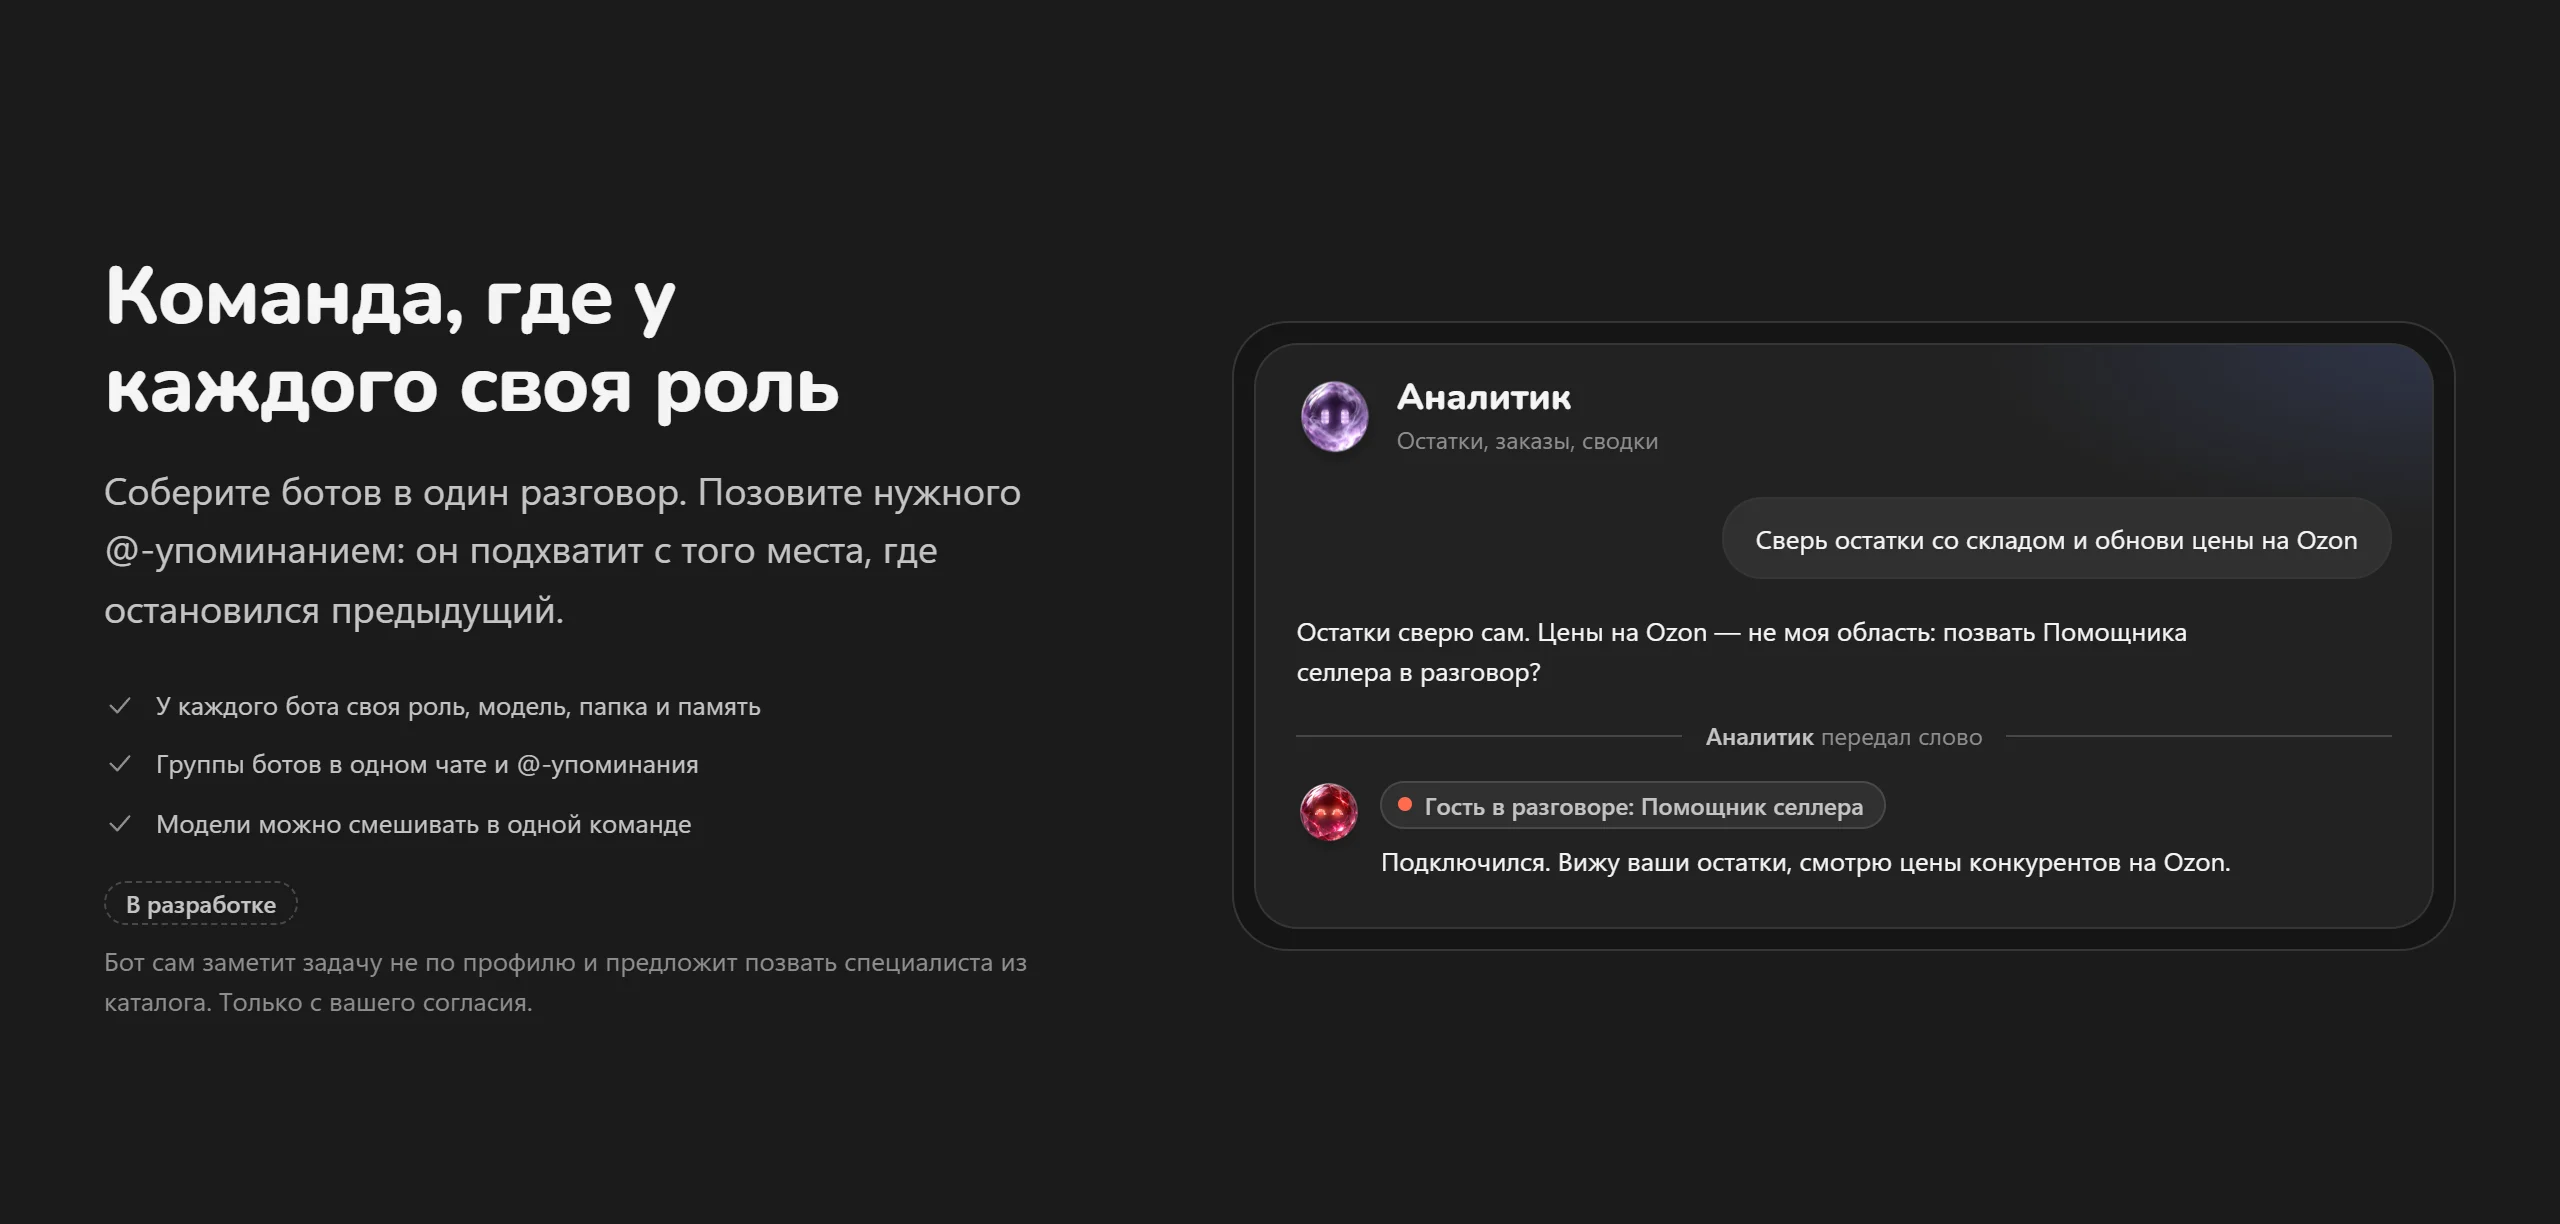 Команда, где у
каждого своя роль
Соберите ботов в один разговор. Позовите нужного
@-упоминанием: он подхватит с того места, где
остановился предыдущий.
У каждого бота своя роль, модель, папка и память
Группы ботов в одном чате и @-упоминания
Модели можно смешивать в одной команде
В разработке
Бот сам заметит задачу не по профилю и предложит позвать специалиста из
каталога. Только с вашего согласия.
Аналитик
Остатки, заказы, сводки
Сверь остатки со складом и обнови цены на Ozon
Остатки сверю сам. Цены на Ozon — не моя область: позвать Помощника
селлера в разговор?
Аналитик передал слово
Гость в разговоре: Помощник селлера
Подключился. Вижу ваши остатки, смотрю цены конкурентов на Ozon.